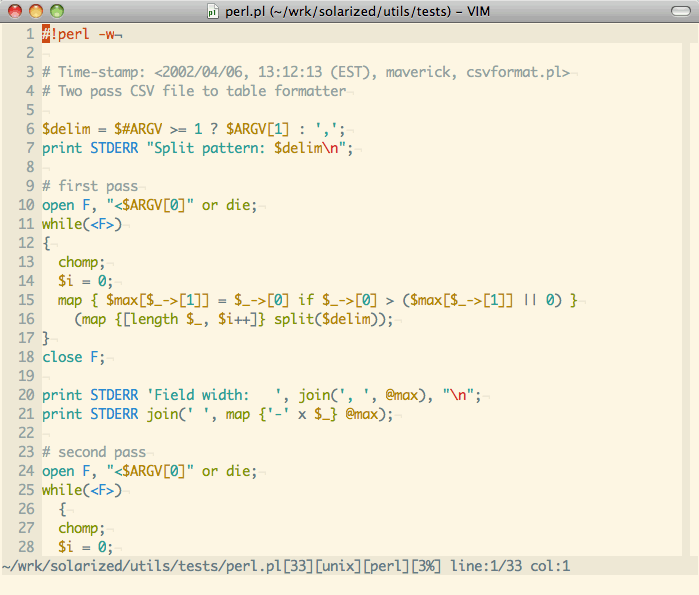 perl.pl (~/wrk/solarized/utils/tests) – VIM
1 #!perl -w¬
2 ¬
3 # Time-stamp: <2002/04/06, 13:12:13 (EST), maverick, csvformat.pl>¬
4 # Two pass CSV file to table formatter¬
5 ¬
6 $delim = $#ARGV >= 1 ? $ARGV[1] : ',';¬
7 print STDERR "Split pattern: $delim\n";¬
8 ¬
9 # first pass¬
10 open F, "<$ARGV[0]" or die;¬
11 while(<F>)¬
12 {¬
13   chomp;¬
14   $i = 0;¬
15   map { $max[$_->[1]] = $_->[0] if $_->[0] > ($max[$_->[1]] || 0) }¬
16     (map {[length $_, $i++]} split($delim));¬
17 }¬
18 close F;¬
19 ¬
20 print STDERR 'Field width:   ', join(', ', @max), "\n";¬
21 print STDERR join(' ', map {'-' x $_} @max);¬
22 ¬
23 # second pass¬
24 open F, "<$ARGV[0]" or die;¬
25 while(<F>)¬
26   {¬
27   chomp;¬
28   $i = 0;¬
~/wrk/solarized/utils/tests/perl.pl[33][unix][perl][3%] line:1/33 col:1